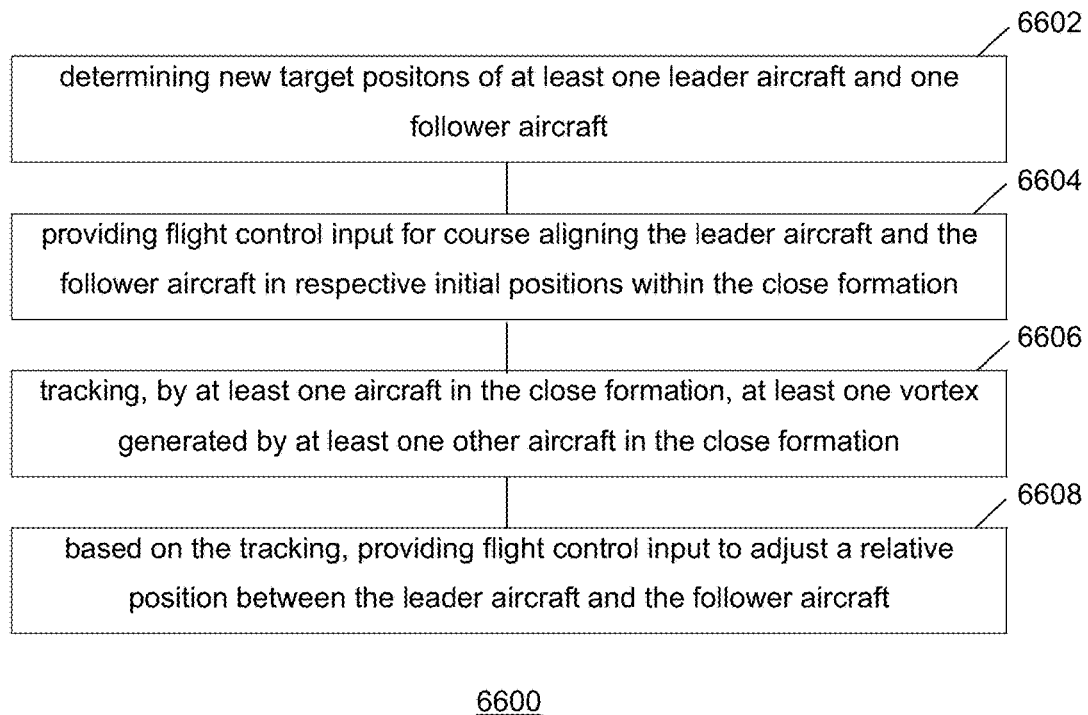 6602
determining new target positons of at least one leader aircraft and one
follower aircraft
6604
providing flight control input for course aligning the leader aircraft and the
follower aircraft in respective initial positions within the close formation
6606
tracking, by at least one aircraft in the close formation, at least one vortex
generated by at least one other aircraft in the close formation
6608
based on the tracking, providing flight control input to adjust a relative
position between the leader aircraft and the follower aircraft
6600